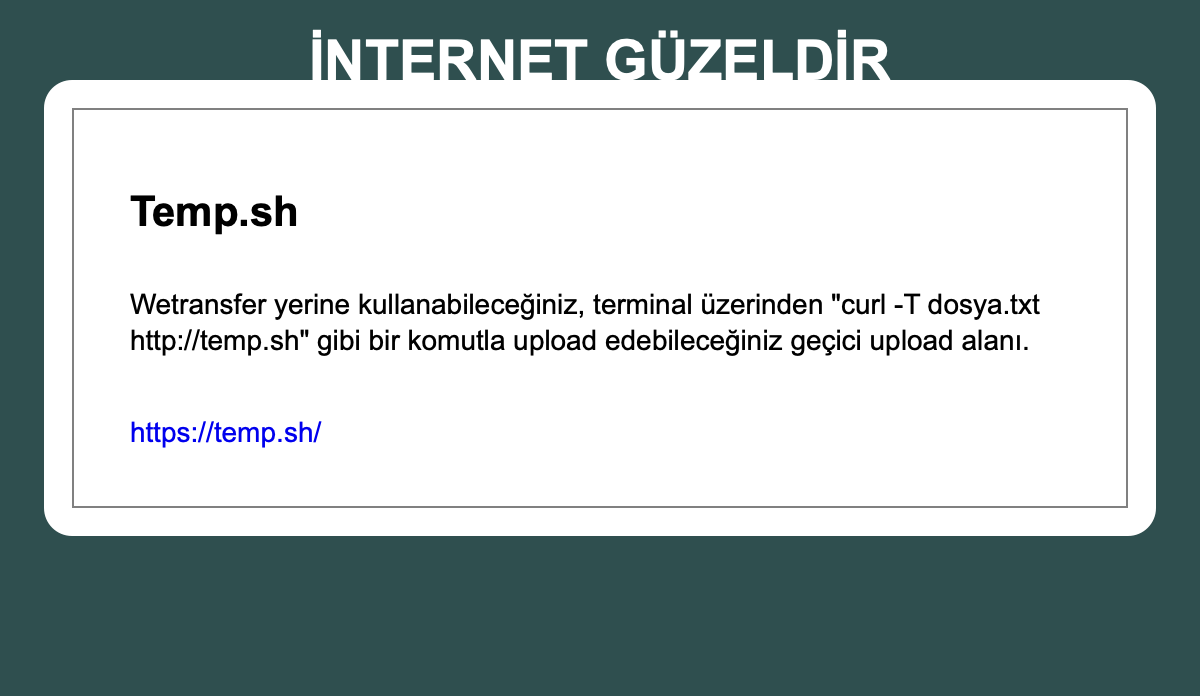 İNTERNET GÜZELDİR
Temp.sh
Wetransfer yerine kullanabileceğiniz, terminal üzerinden "curl -T dosya.txt
http://temp.sh" gibi bir komutla upload edebileceğiniz geçici upload alanı.
https://temp.sh/